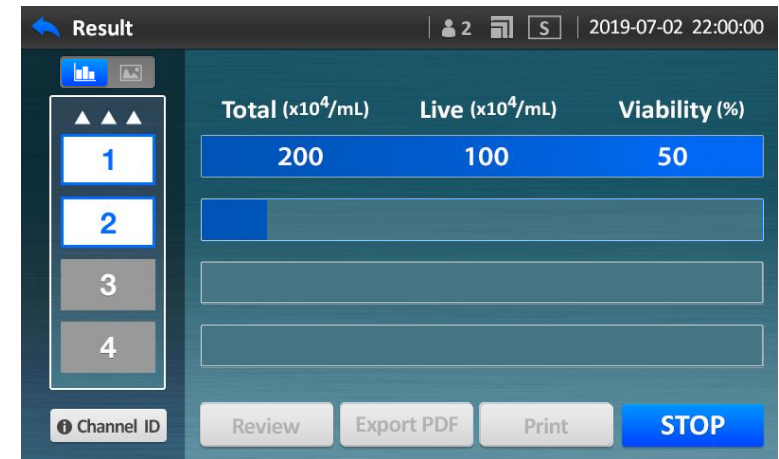 Result 2 S 2019-07-02 22:00:00
Total (x10⁴/mL) Live (x10⁴/mL) Viability (%)
1 200 100 50
2
3
4
Channel ID Review Export PDF Print STOP